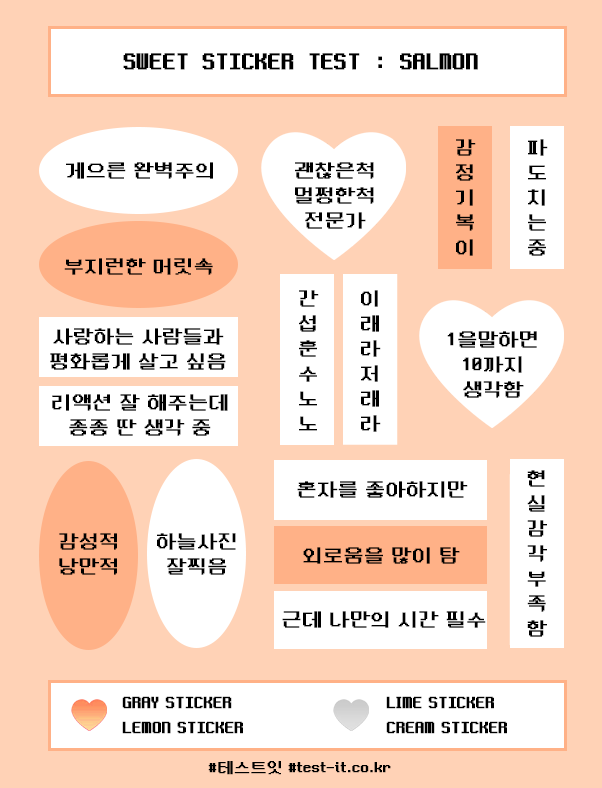 SWEET STICKER TEST : SALMON
게으른 완벽주의
괜찮은척
멀쩡한척
전문가
감정기복이
파도치는중
부지런한 머릿속
사랑하는 사람들과
평화롭게 살고 싶음
리액션 잘 해주는데
종종 딴 생각 중
간섭훈수노노
이래라저래라
1을말하면
10까지
생각함
감성적
낭만적
하늘사진
잘찍음
혼자를 좋아하지만
외로움을 많이 탐
근데 나만의 시간 필수
현실감각부족함
GRAY STICKER
LEMON STICKER
LIME STICKER
CREAM STICKER
#테스트잇 #test-it.co.kr